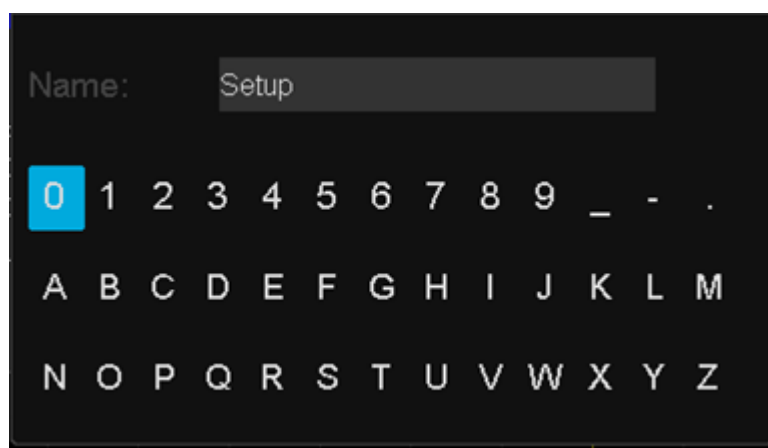 Name: Setup
0 1 2 3 4 5 6 7 8 9 _ - .
A B C D E F G H I J K L M
N O P Q R S T U V W X Y Z